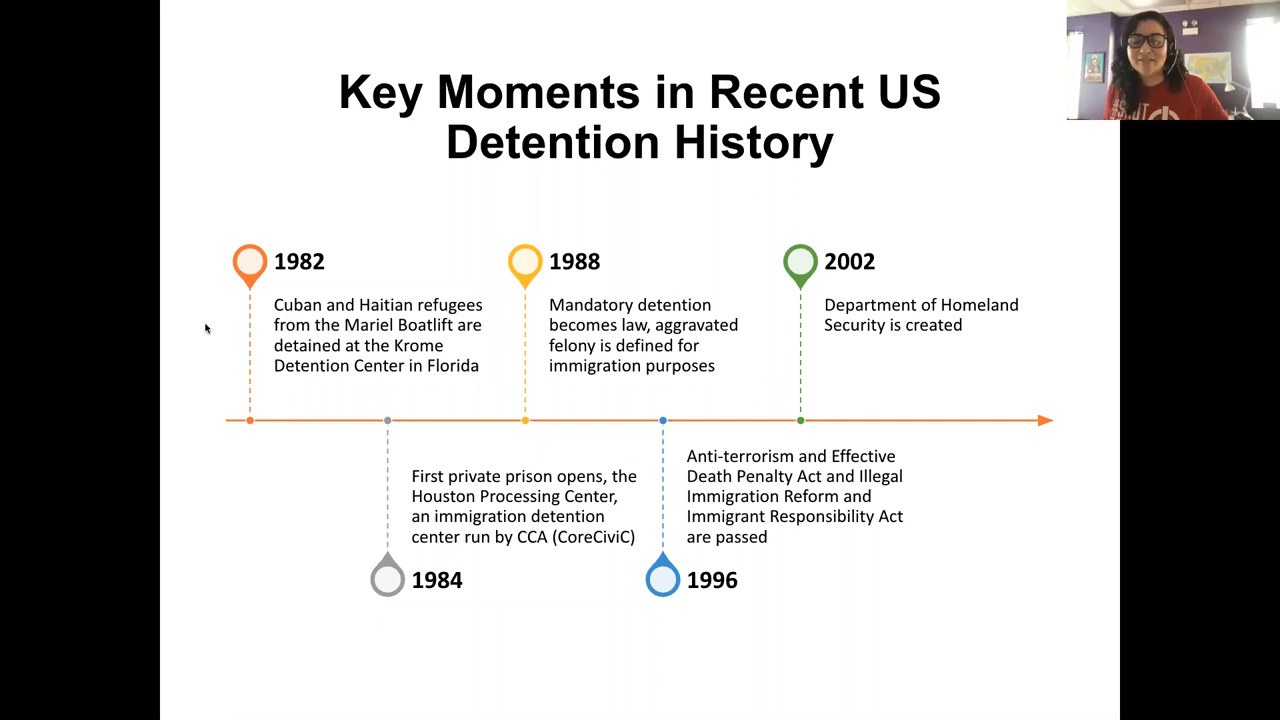 Key Moments in Recent US
Detention History
1982
Cuban and Haitian refugees
from the Mariel Boatlift are
detained at the Krome
Detention Center in Florida
1988
Mandatory detention
becomes law, aggravated
felony is defined for
immigration purposes
2002
Department of Homeland
Security is created
First private prison opens, the
Houston Processing Center,
an immigration detention
center run by CCA (CoreCiviC)
1984
Anti-terrorism and Effective
Death Penalty Act and Illegal
Immigration Reform and
Immigrant Responsibility Act
are passed
1996